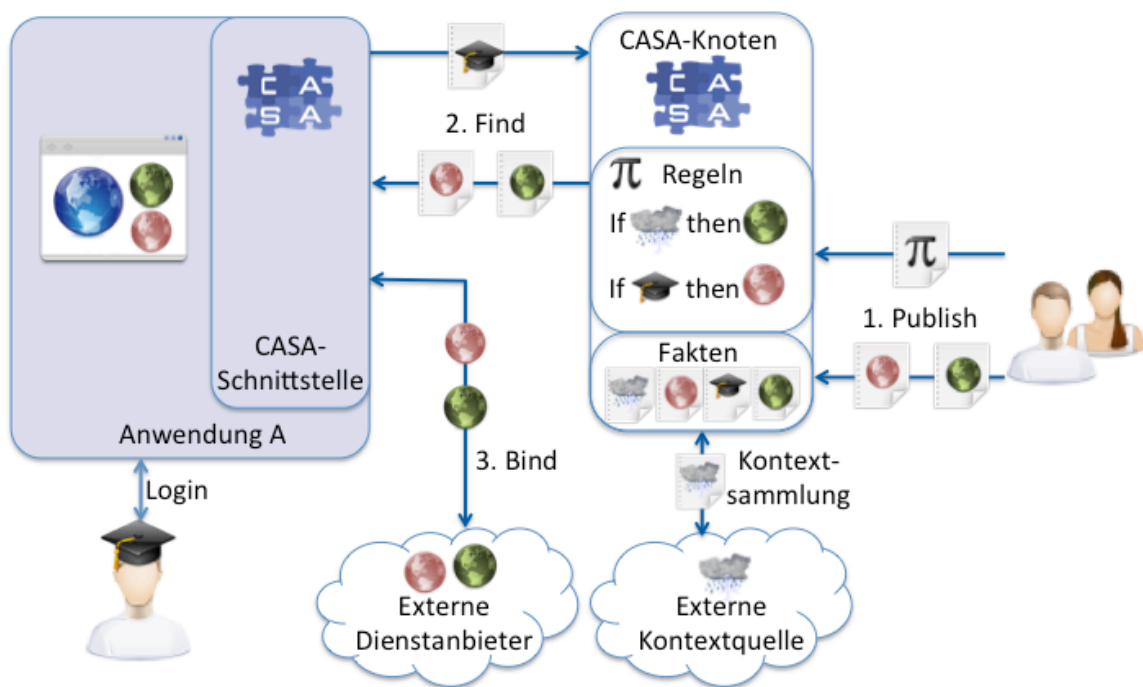 C A
S A
2. Find
CASA-Knoten
C A
S A
π Regeln
If then
If then
π
1. Publish
CASA-
Schnittstelle
Anwendung A
Fakten
3. Bind
Kontext-
sammlung
Login
Externe
Dienstanbieter
Externe
Kontextquelle